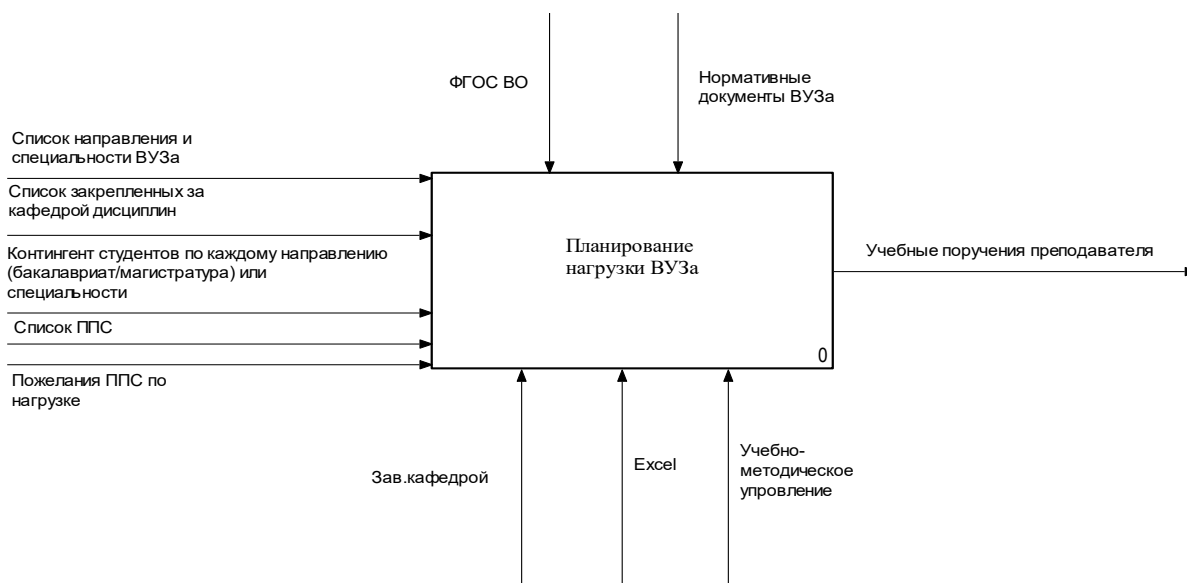 ФГОС ВО
Нормативные
документы ВУЗа
Список направления и
специальности ВУЗа
Список закрепленных за
кафедрой дисциплин
Контингент студентов по каждому направлению
(бакалавриат/магистратура) или
специальности
Список ППС
Пожелания ППС по
нагрузке
Планирование
нагрузки ВУЗа
0
Учебные поручения преподавателя
Зав.кафедрой
Excel
Учебно-
методическое
упровление